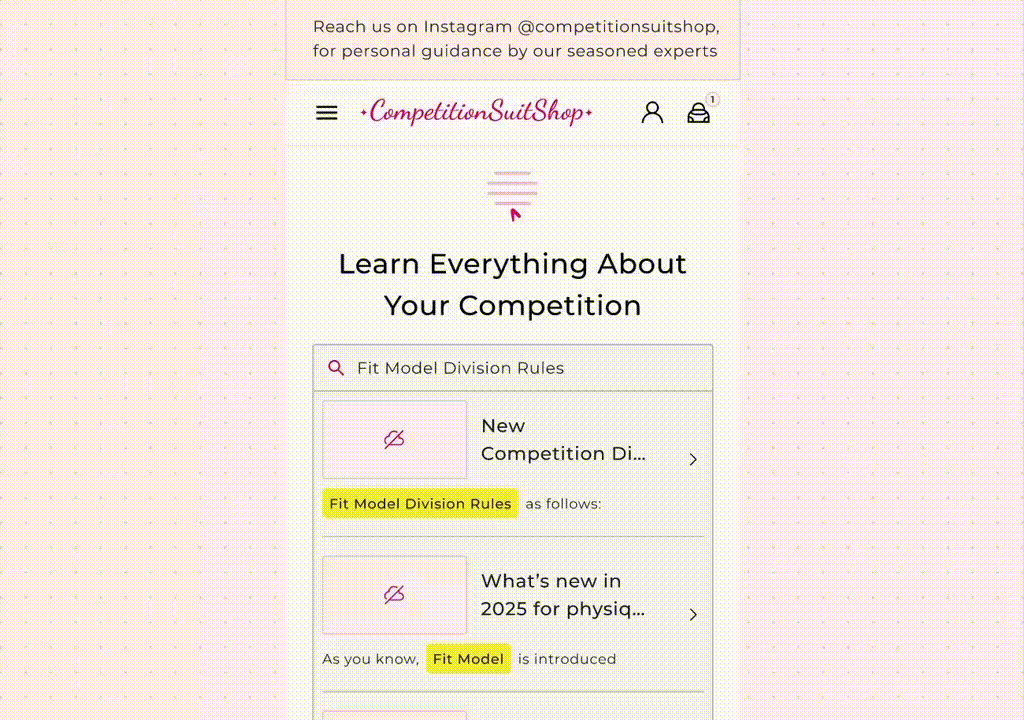 Reach us on Instagram @competitionsuitshop,
for personal guidance by our seasoned experts
CompetitionSuitShop
1
Learn Everything About
Your Competition
Fit Model Division Rules
New
Competition Di...
Fit Model Division Rules as follows:
What’s new in
2025 for physiq...
As you know, Fit Model is introduced